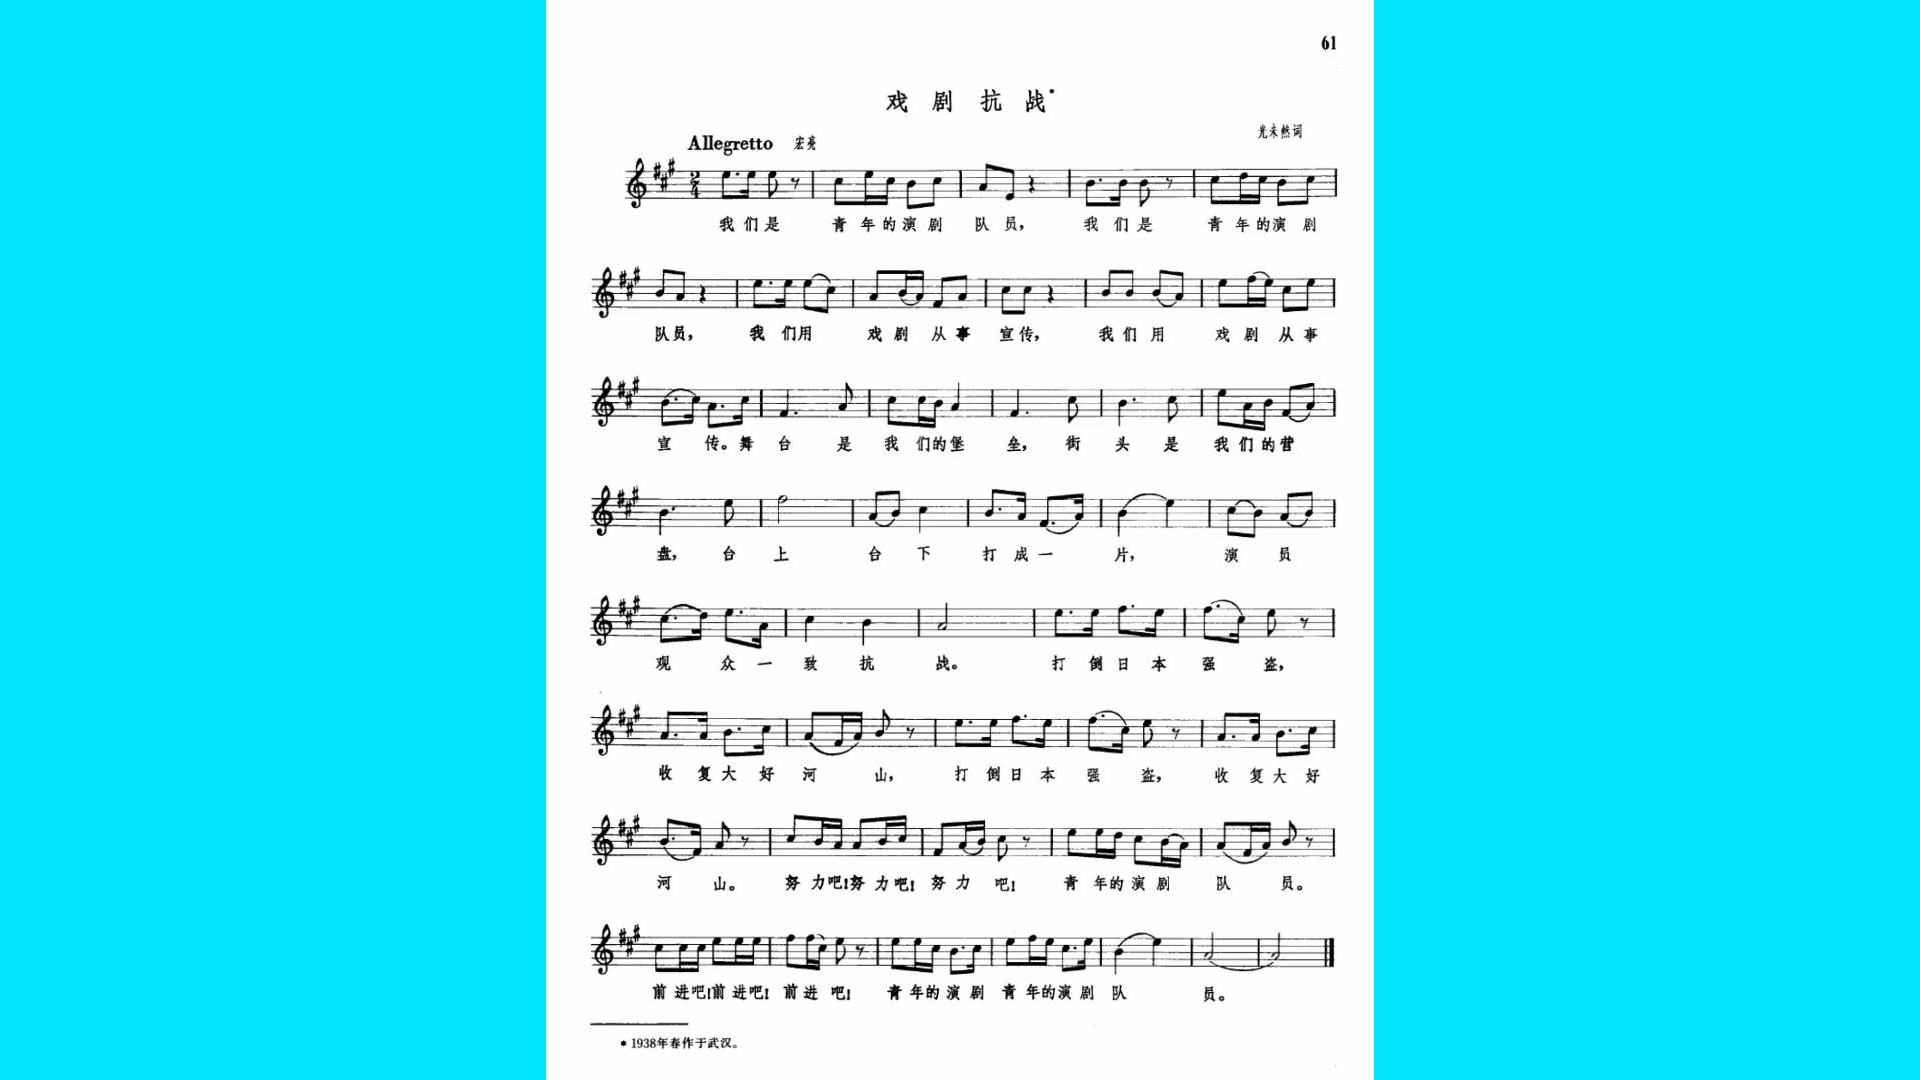 61
戏剧抗战*
光未然词
Allegretto 宏亮
2
4
我们是 青年的演剧 队员， 我们是 青年的演剧
队员， 我们用 戏剧从事 宣传， 我们用 戏剧从事
宣传。舞台是 我们的堡垒， 街头是 我们的营
盘， 台上 台下 打成一片， 演员
观众一致抗战。 打倒日本强盗，
收复大好河山， 打倒日本强盗， 收复大好
河山。 努力吧！努力吧！努力吧！ 青年的演剧队员。
前进吧！前进吧！前进吧！ 青年的演剧 青年的演剧队员。
* 1938年春作于武汉。